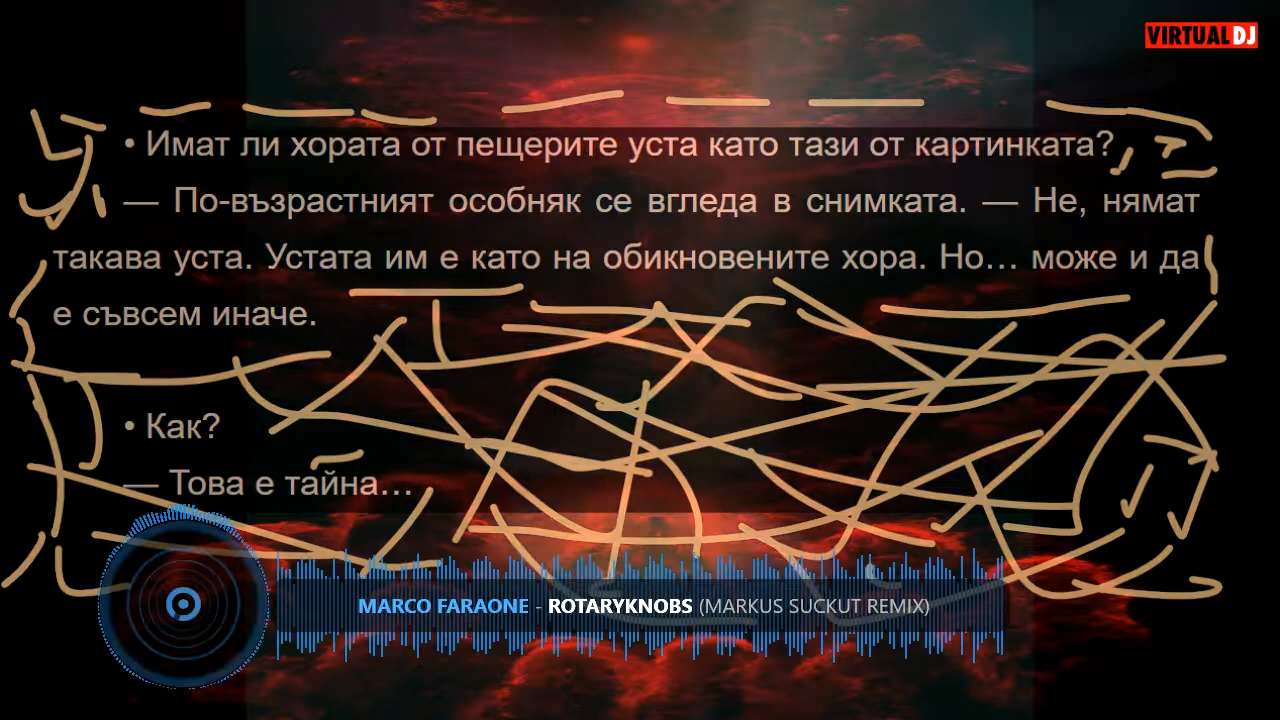 VIRTUAL DJ
• Имат ли хората от пещерите уста като тази от картинката?
— По-възрастният особняк се вгледа в снимката. — Не, нямат
такава уста. Устата им е като на обикновените хора. Но… може и да
е съвсем иначе.
• Как?
— Това е тайна…
MARCO FARAONE - ROTARYKNOBS (MARKUS SUCKUT REMIX)